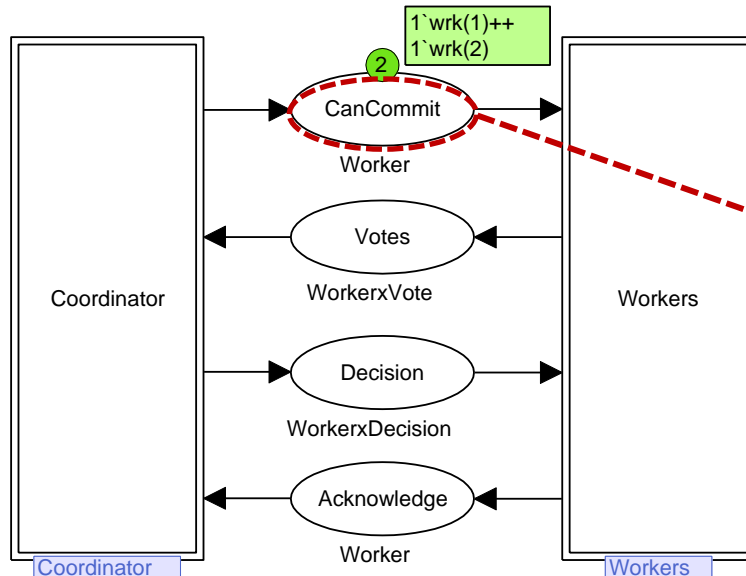 1`wrk(1)++
1`wrk(2)
2
CanCommit
Worker
Votes
WorkerxVote
Coordinator
Workers
Decision
WorkerxDecision
Acknowledge
Worker
Coordinator
Workers